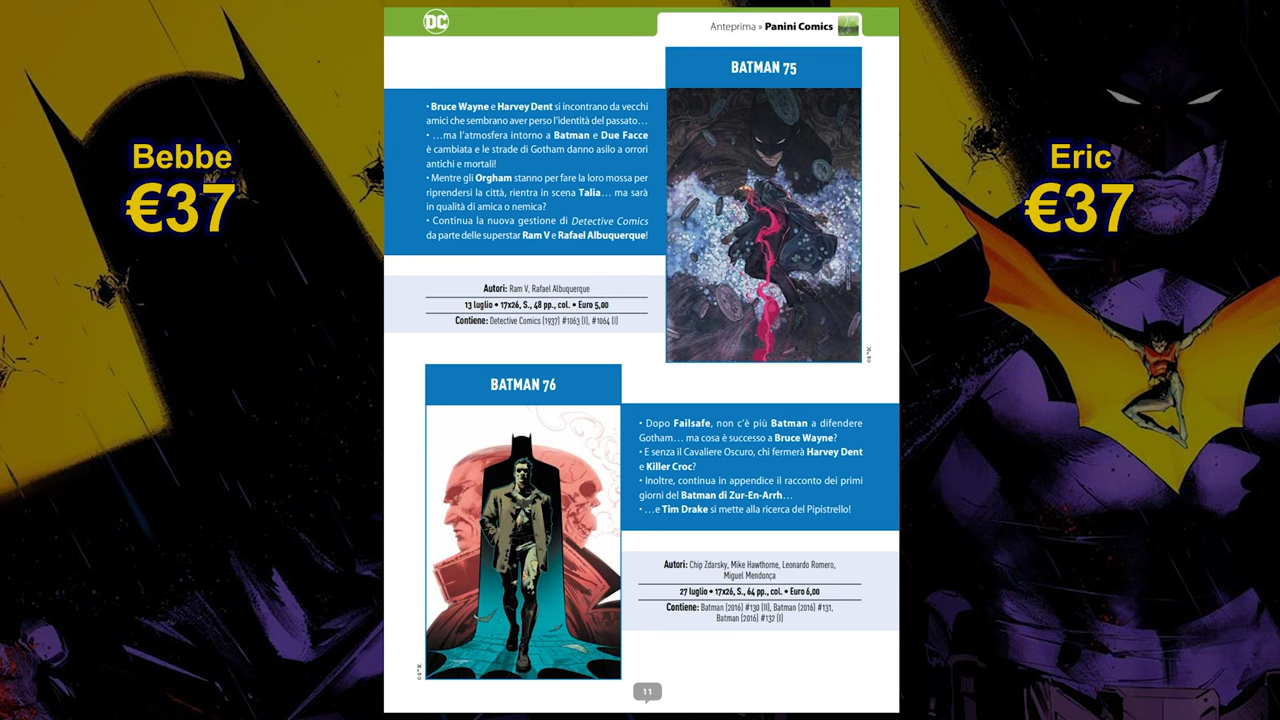 DC
Anteprima » Panini Comics
Bebbe
€37
Eric
€37
BATMAN 75
• Bruce Wayne e Harvey Dent si incontrano da vecchi
amici che sembrano aver perso l'identità del passato…
• …ma l'atmosfera intorno a Batman e Due Facce
è cambiata e le strade di Gotham danno asilo a orrori
antichi e mortali!
• Mentre gli Orgham stanno per fare la loro mossa per
riprendersi la città, rientra in scena Talia… ma sarà
in qualità di amica o nemica?
• Continua la nuova gestione di Detective Comics
da parte delle superstar Ram V e Rafael Albuquerque!
Autori: Ram V, Rafael Albuquerque
13 luglio • 17x26, S., 48 pp., col. • Euro 5,00
Contiene: Detective Comics (1937) #1063 (I), #1064 (I)
BATMAN 76
• Dopo Failsafe, non c'è più Batman a difendere
Gotham… ma cosa è successo a Bruce Wayne?
• E senza il Cavaliere Oscuro, chi fermerà Harvey Dent
e Killer Croc?
• Inoltre, continua in appendice il racconto dei primi
giorni del Batman di Zur-En-Arrh…
• …e Tim Drake si mette alla ricerca del Pipistrello!
Autori: Chip Zdarsky, Mike Hawthorne, Leonardo Romero,
Miguel Mendonça
27 luglio • 17x26, S., 64 pp., col. • Euro 6,00
Contiene: Batman (2016) #130 (II), Batman (2016) #131,
Batman (2016) #132 (I)
11